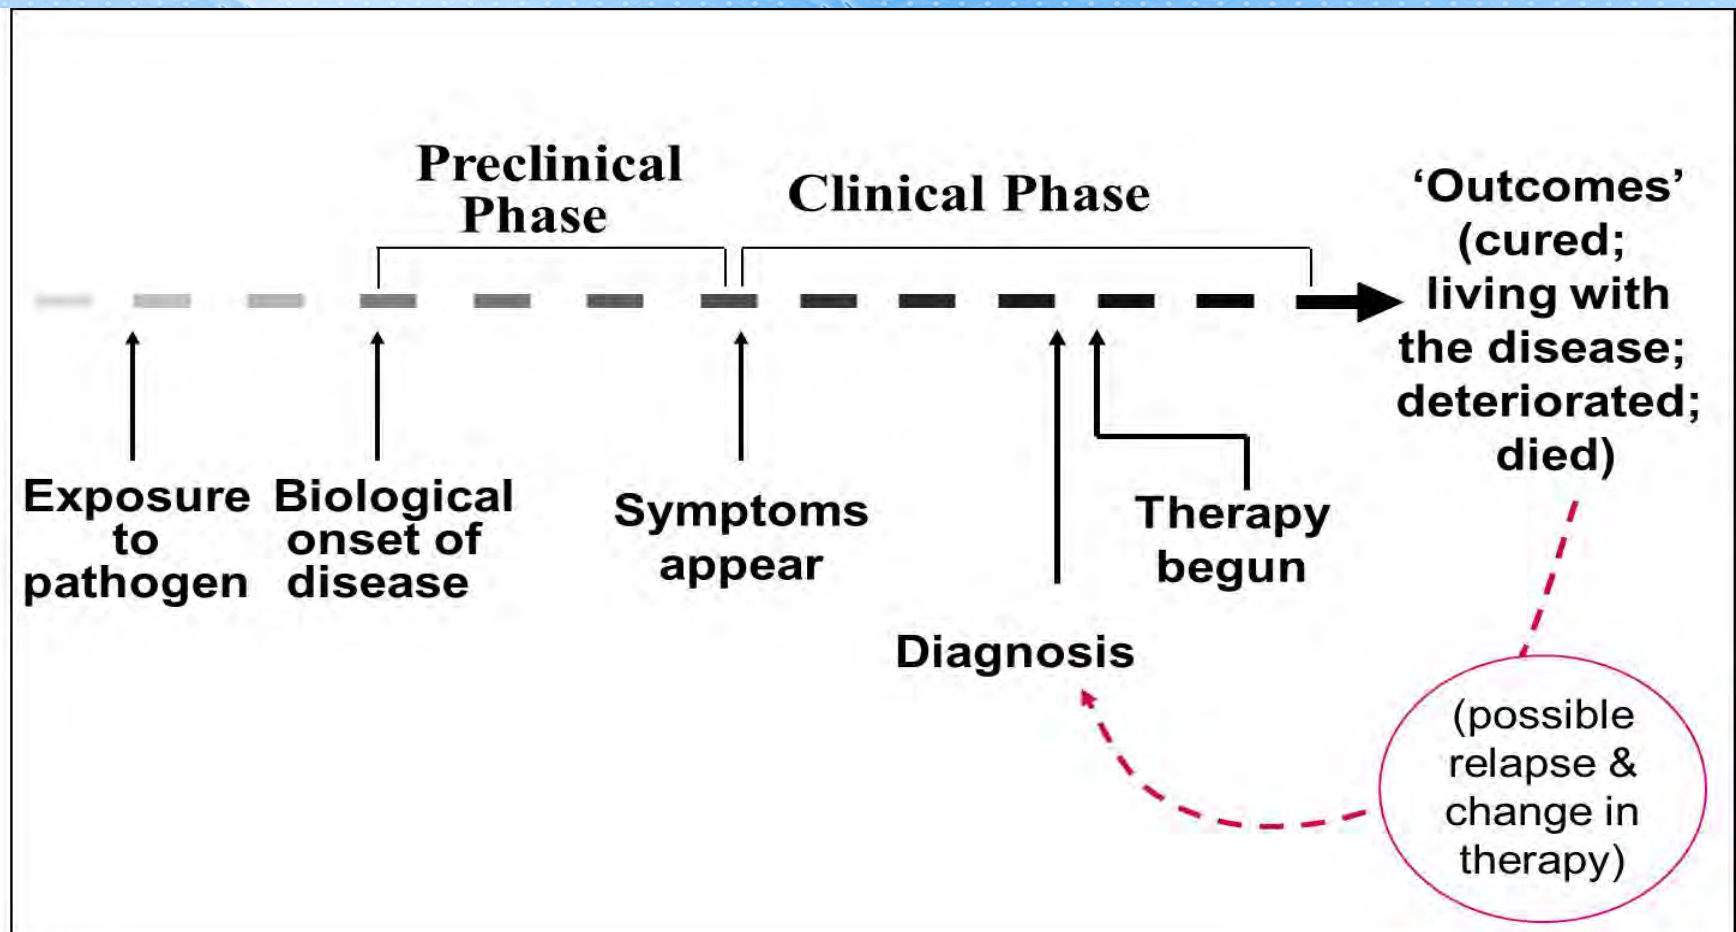 Preclinical
Phase
Clinical Phase
‘Outcomes’
(cured;
living with
the disease;
deteriorated;
died)
Exposure
to
pathogen
Biological
onset of
disease
Symptoms
appear
Therapy
begun
Diagnosis
(possible
relapse &
change in
therapy)